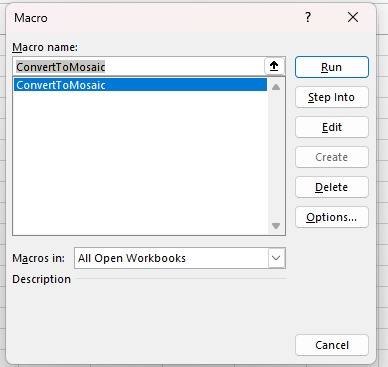 Macro ? ×
Macro name:
ConvertToMosaic
ConvertToMosaic
Run
Step Into
Edit
Create
Delete
Options...
Macros in: All Open Workbooks
Description
Cancel